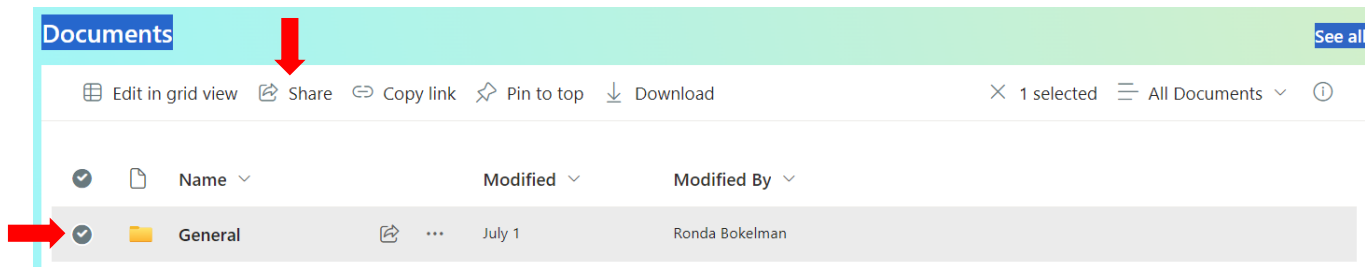 Documents
See all
Edit in grid view Share Copy link Pin to top Download 1 selected All Documents
Name Modified Modified By
General July 1 Ronda Bokelman